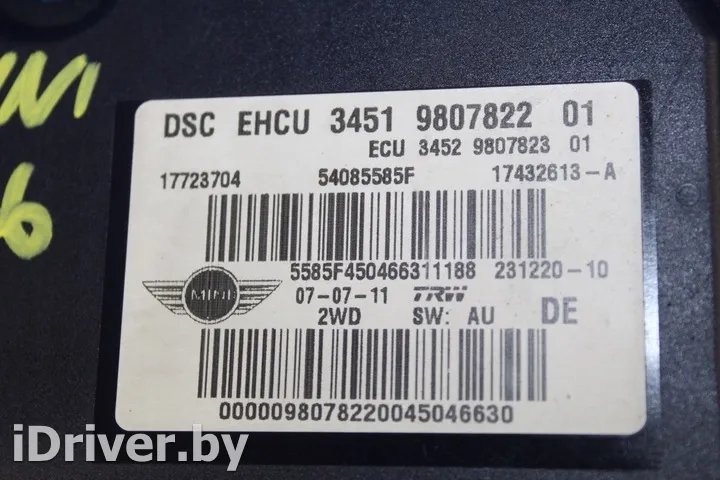 DSC EHCU 3451 9807822 01
ECU 3452 9807823 01
17723704 54085585F 17432613-A
5585F450466311188 231220-10
MINI 07-07-11 TRW DE
2WD SW: AU
0000098078220045046630
iDriver.by